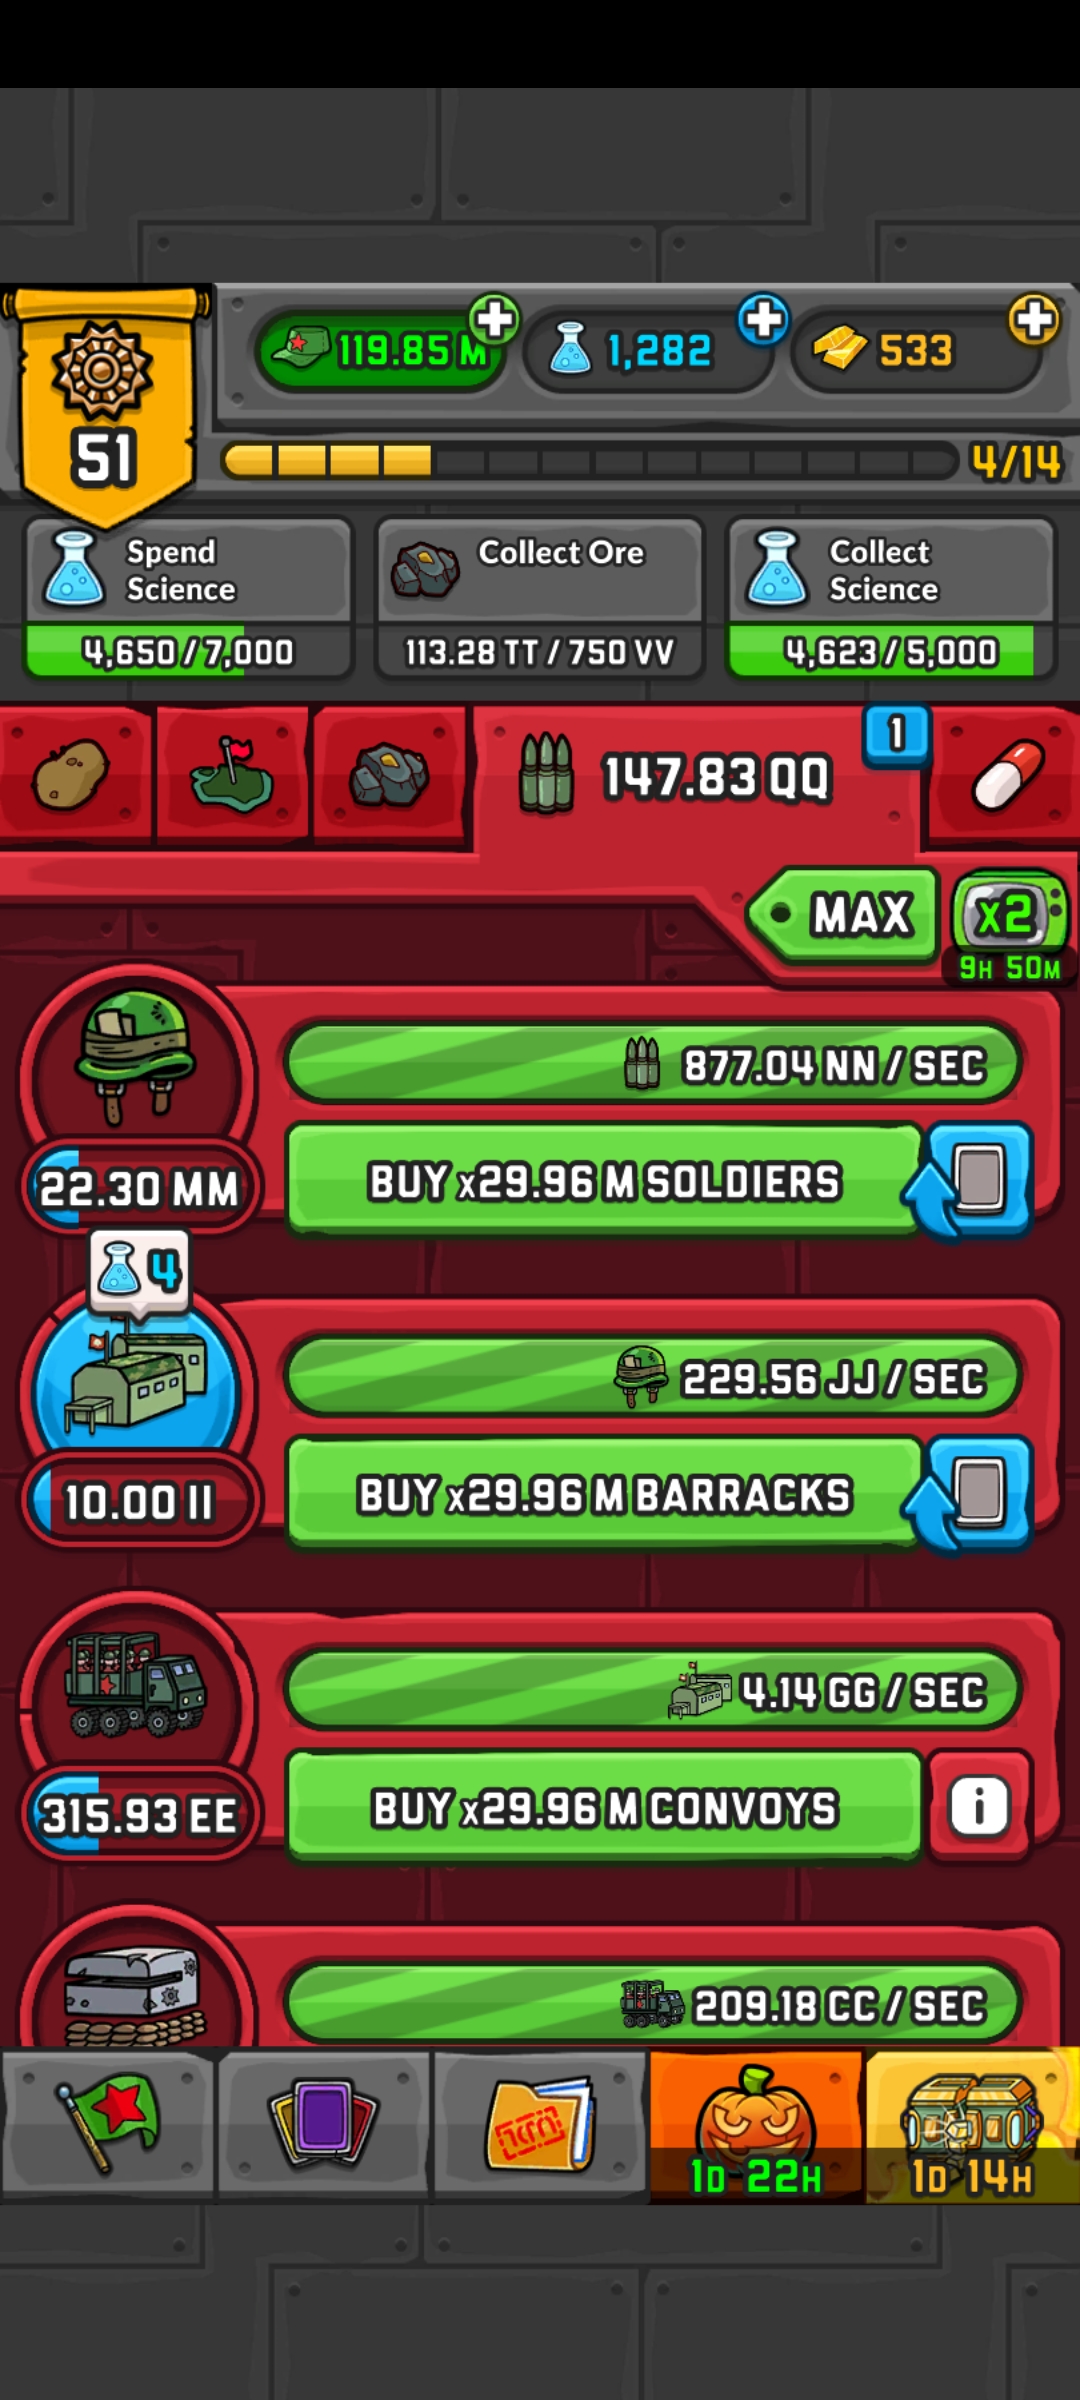 119.85 M
1,282
533
51
4/14
Spend
Science
4,650 / 7,000
Collect Ore
113.28 TT / 750 VV
Collect
Science
4,623 / 5,000
147.83 QQ
1
MAX
x2
9H 50M
877.04 NN / SEC
22.30 MM
BUY x29.96 M SOLDIERS
4
229.56 JJ / SEC
10.00 II
BUY x29.96 M BARRACKS
4.14 GG / SEC
315.93 EE
BUY x29.96 M CONVOYS
i
209.18 CC / SEC
1D 22H
1D 14H